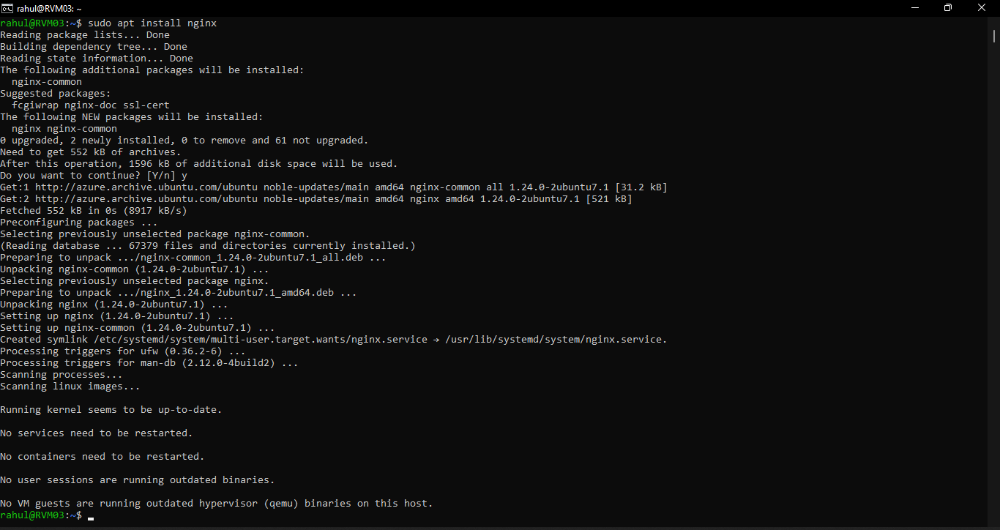 rahul@RVM03: ~
rahul@RVM03:~$ sudo apt install nginx
Reading package lists... Done
Building dependency tree... Done
Reading state information... Done
The following additional packages will be installed:
  nginx-common
Suggested packages:
  fcgiwrap nginx-doc ssl-cert
The following NEW packages will be installed:
  nginx nginx-common
0 upgraded, 2 newly installed, 0 to remove and 61 not upgraded.
Need to get 552 kB of archives.
After this operation, 1596 kB of additional disk space will be used.
Do you want to continue? [Y/n] y
Get:1 http://azure.archive.ubuntu.com/ubuntu noble-updates/main amd64 nginx-common all 1.24.0-2ubuntu7.1 [31.2 kB]
Get:2 http://azure.archive.ubuntu.com/ubuntu noble-updates/main amd64 nginx amd64 1.24.0-2ubuntu7.1 [521 kB]
Fetched 552 kB in 0s (8917 kB/s)
Preconfiguring packages ...
Selecting previously unselected package nginx-common.
(Reading database ... 67379 files and directories currently installed.)
Preparing to unpack .../nginx-common_1.24.0-2ubuntu7.1_all.deb ...
Unpacking nginx-common (1.24.0-2ubuntu7.1) ...
Selecting previously unselected package nginx.
Preparing to unpack .../nginx_1.24.0-2ubuntu7.1_amd64.deb ...
Unpacking nginx (1.24.0-2ubuntu7.1) ...
Setting up nginx (1.24.0-2ubuntu7.1) ...
Setting up nginx-common (1.24.0-2ubuntu7.1) ...
Created symlink /etc/systemd/system/multi-user.target.wants/nginx.service → /usr/lib/systemd/system/nginx.service.
Processing triggers for ufw (0.36.2-6) ...
Processing triggers for man-db (2.12.0-4build2) ...
Scanning processes...
Scanning linux images...
Running kernel seems to be up-to-date.
No services need to be restarted.
No containers need to be restarted.
No user sessions are running outdated binaries.
No VM guests are running outdated hypervisor (qemu) binaries on this host.
rahul@RVM03:~$